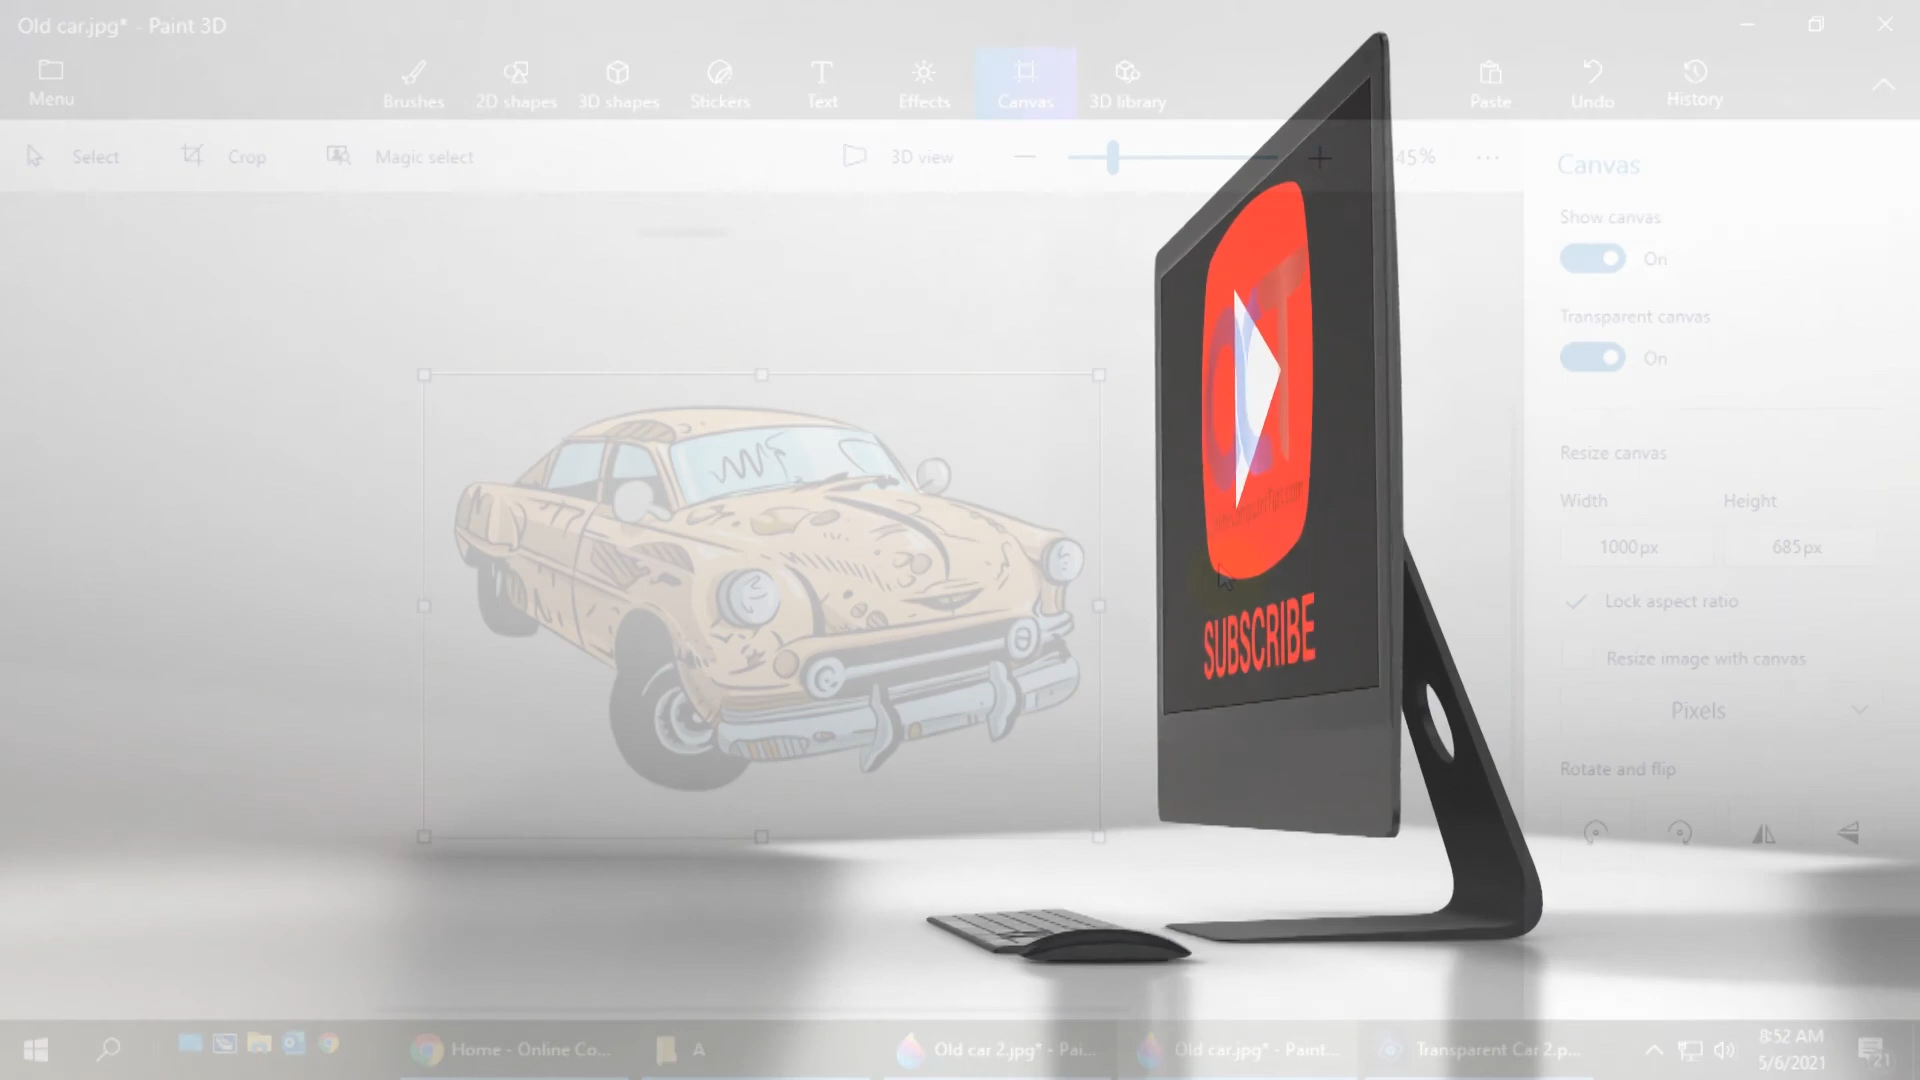 Old car.jpg* - Paint 3D
Menu
Brushes
2D shapes
3D shapes
Stickers
Text
Effects
Canvas
3D library
Paste
Undo
History
Select
Crop
Magic select
3D view
45%
Canvas
Show canvas
On
Transparent canvas
On
Resize canvas
Width
Height
1000px
685px
Lock aspect ratio
Resize image with canvas
Pixels
Rotate and flip
SUBSCRIBE
Home - Online Co...
A
Old car 2.jpg* - Pai...
Old car.jpg* - Paint...
Transparent Car 2.p...
8:52 AM
5/6/2021
21